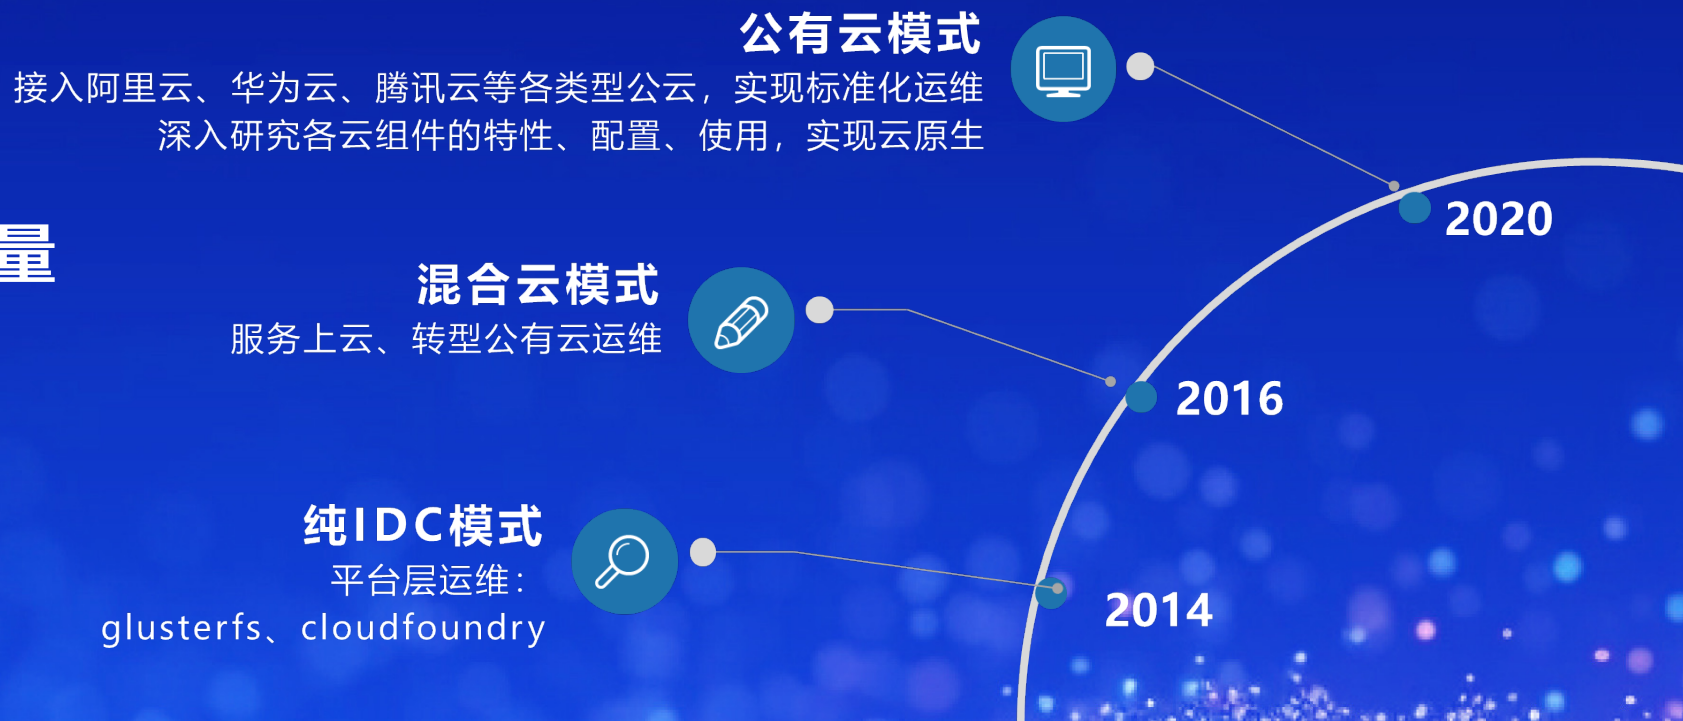 公有云模式
接入阿里云、华为云、腾讯云等各类型公云，实现标准化运维
深入研究各云组件的特性、配置、使用，实现云原生
2020
量
混合云模式
服务上云、转型公有云运维
2016
纯IDC模式
平台层运维：
glusterfs、cloudfoundry
2014